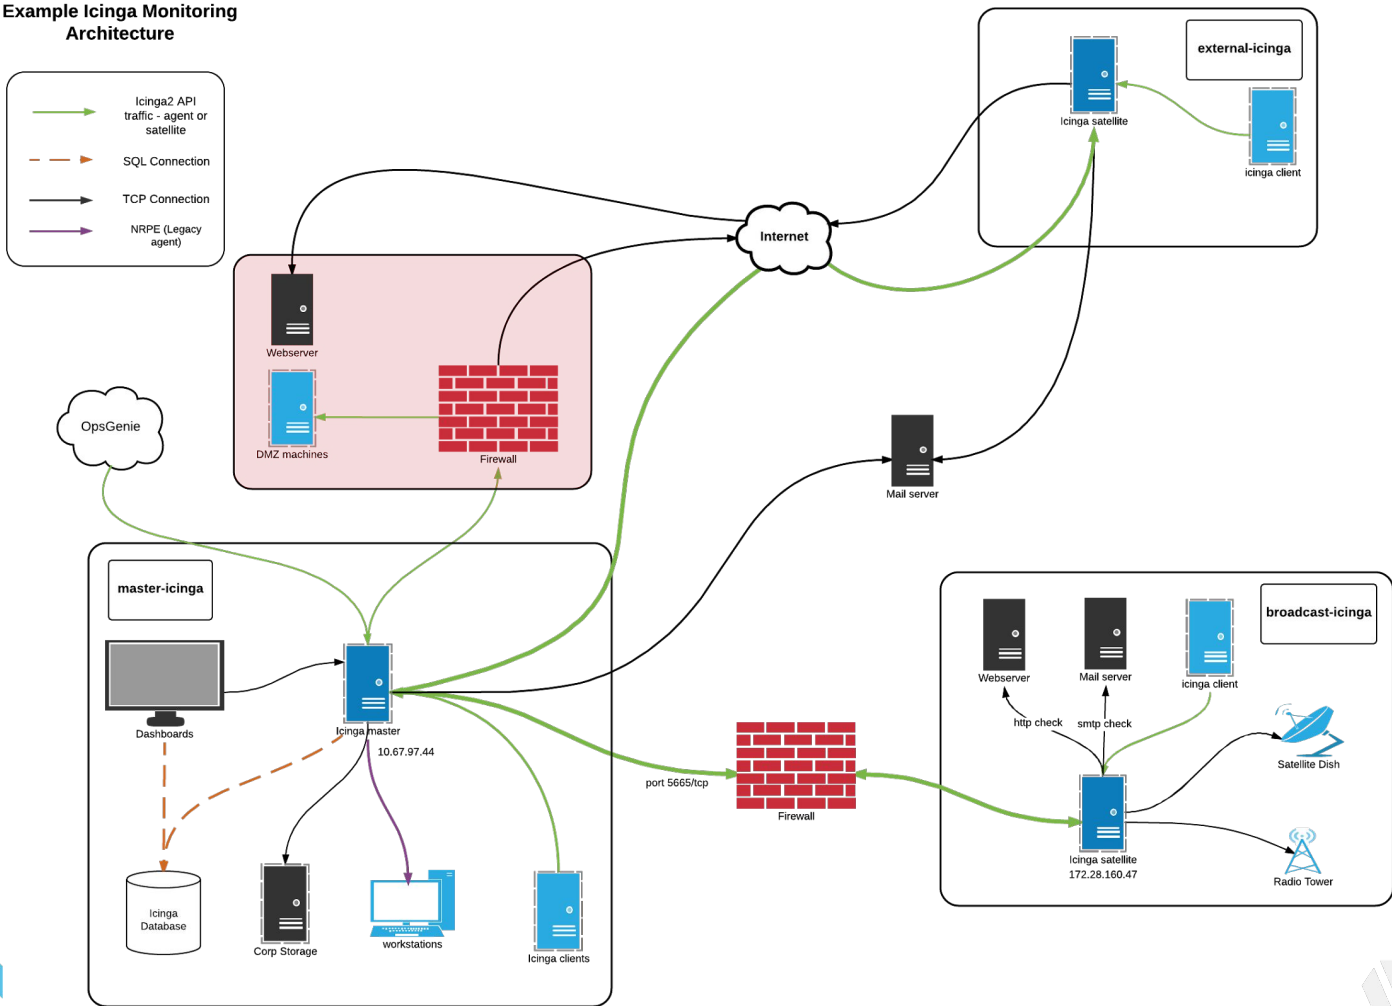 Example Icinga Monitoring
Architecture
Icinga2 API
traffic - agent or
satellite
SQL Connection
TCP Connection
NRPE (Legacy
agent)
external-icinga
Icinga satellite
icinga client
Internet
Webserver
DMZ machines
Firewall
OpsGenie
Mail server
master-icinga
Dashboards
Icinga master
10.67.97.44
Icinga
Database
Corp Storage
workstations
Icinga clients
port 5665/tcp
Firewall
broadcast-icinga
Webserver
Mail server
icinga client
http check
smtp check
Satellite Dish
Icinga satellite
172.28.160.47
Radio Tower